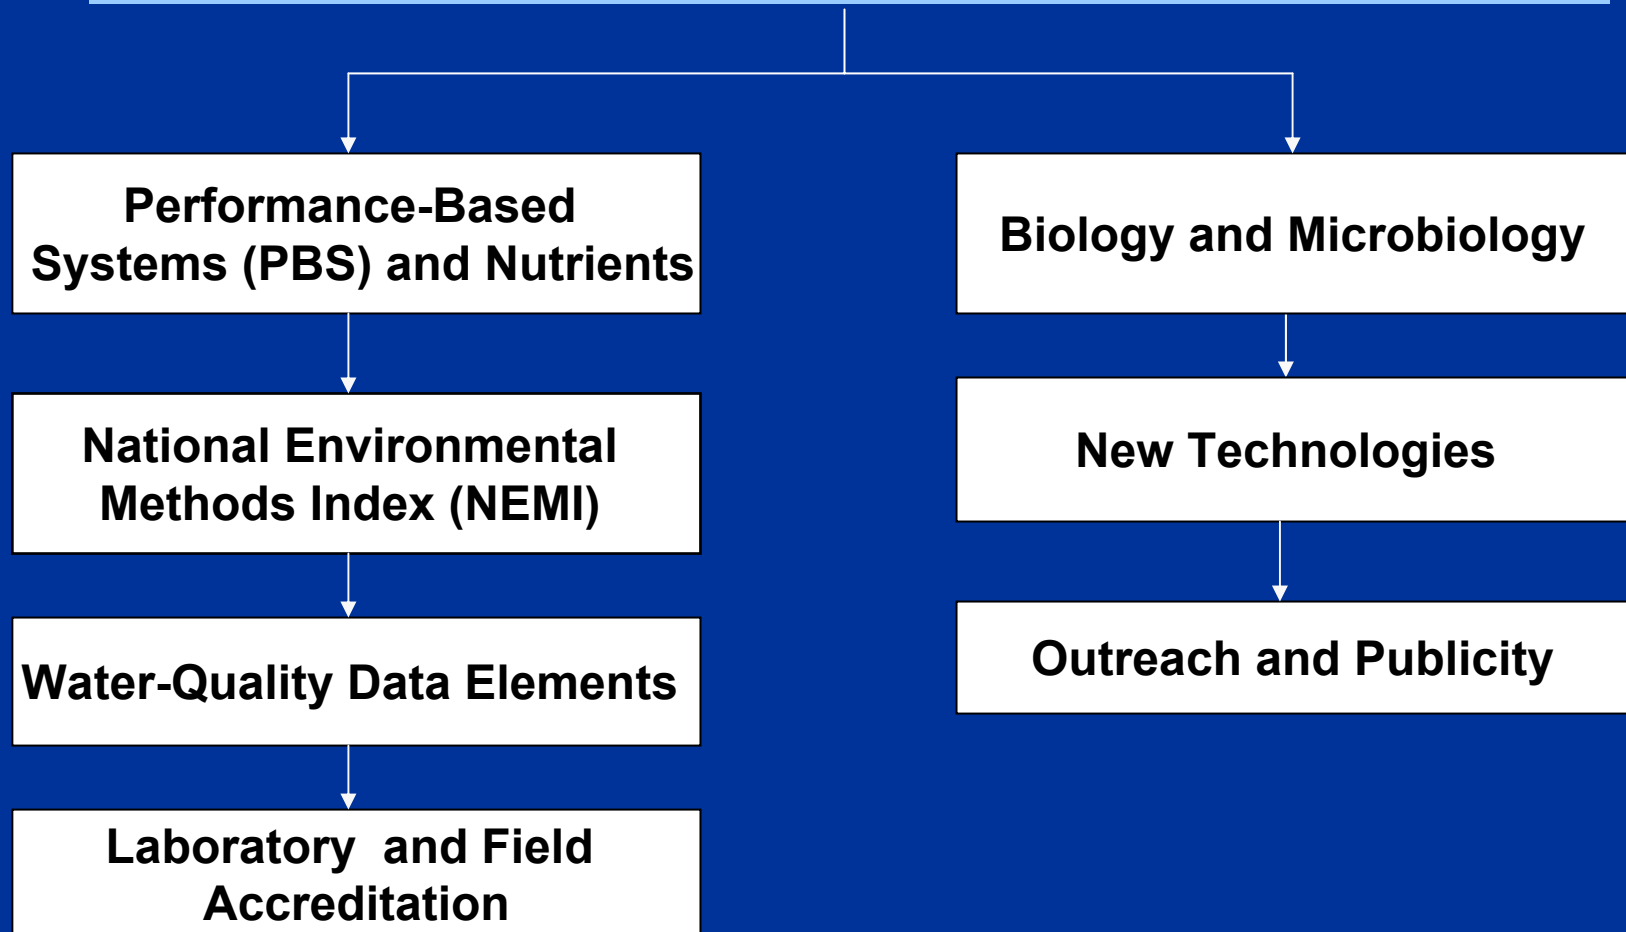 Performance-Based
Systems (PBS) and Nutrients
National Environmental
Methods Index (NEMI)
Water-Quality Data Elements
Laboratory and Field
Accreditation
Biology and Microbiology
New Technologies
Outreach and Publicity